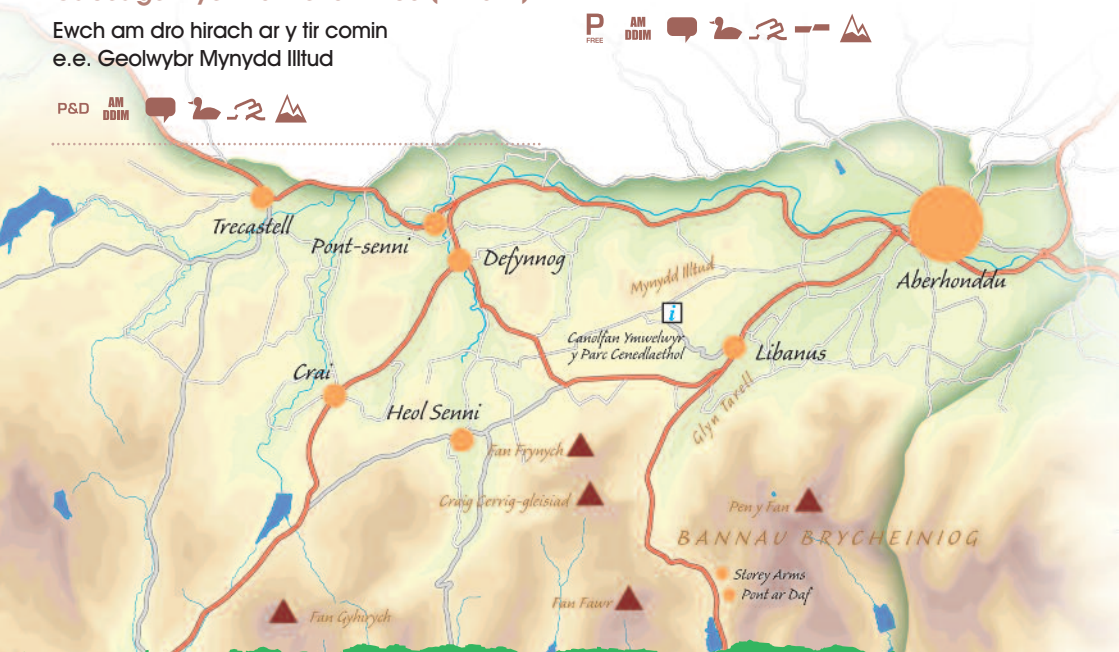 Ewch am dro hirach ar y tir comin
e.e. Geolwybr Mynydd Illtud
P&D
AM
DDIM
P
FREE
AM
DDIM
Trecastell
Pont-senni
Defynnog
Mynydd Illtud
Aberhonddu
i
Canolfan Ymwelwyr
y Parc Cenedlaethol
Libanus
Crai
Heol Senni
Glyn Tarell
Fan Frynych
Craig Cerrig-gleisiad
Pen y Fan
BANNAU BRYCHEINIOG
Storey Arms
Pont ar Daf
Fan Fawr
Fan Gyhirych